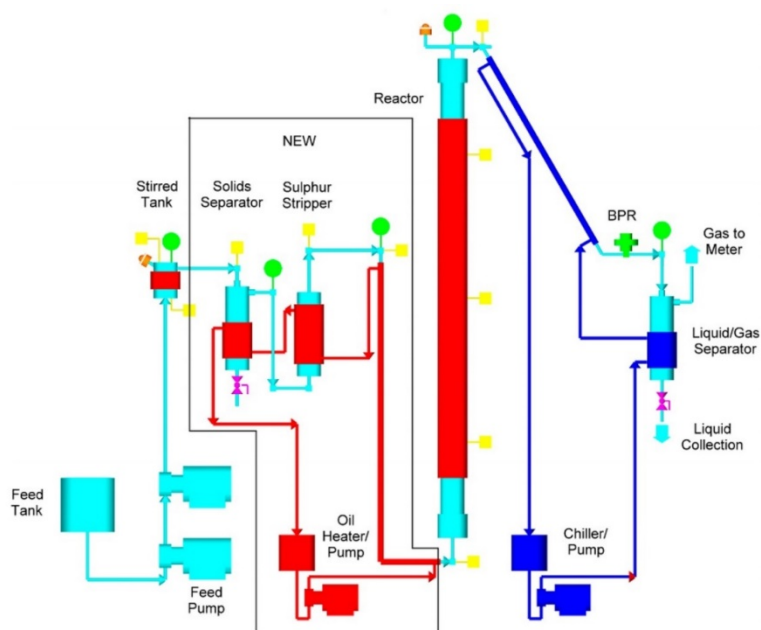 Reactor
NEW
Stirred
Tank
Solids
Separator
Sulphur
Stripper
BPR
Gas to
Meter
Liquid/Gas
Separator
Liquid
Collection
Feed
Tank
Feed
Pump
Oil
Heater/
Pump
Chiller/
Pump